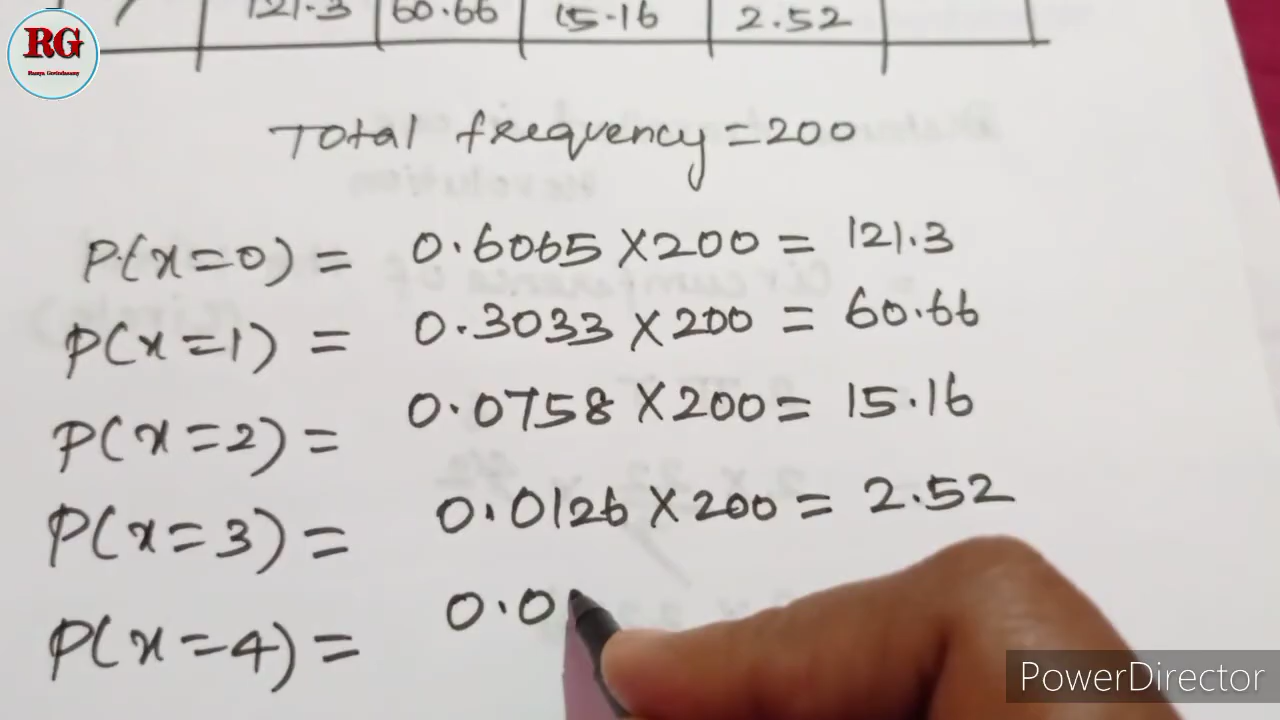 121.3 60.66 15.16 2.52
RG
Total frequency = 200
P(x=0) = 0.6065 × 200 = 121.3
P(x=1) = 0.3033 × 200 = 60.66
P(x=2) = 0.0758 × 200 = 15.16
P(x=3) = 0.0126 × 200 = 2.52
P(x=4) = 0.0
PowerDirector